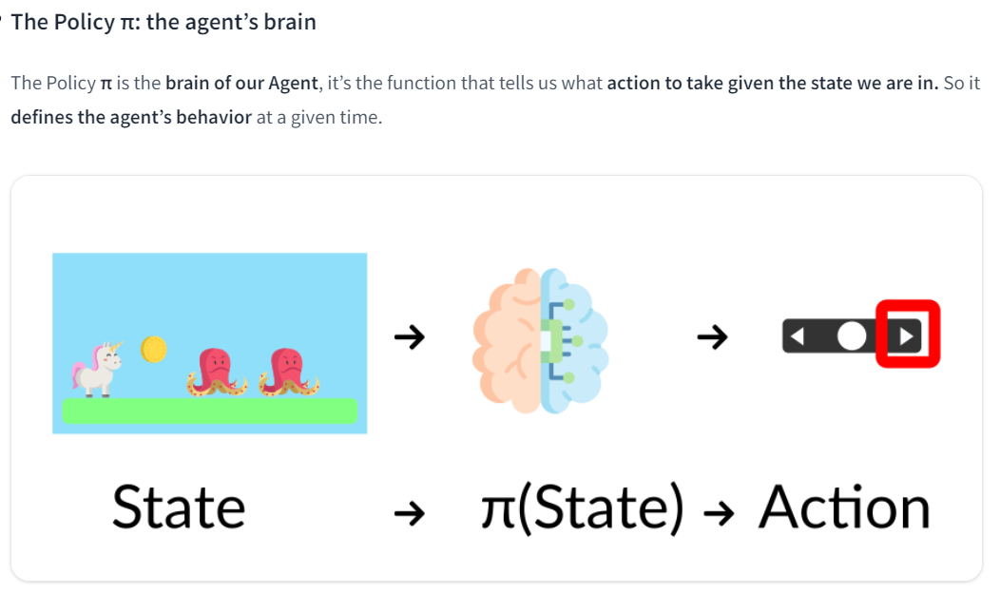 The Policy π: the agent’s brain
The Policy π is the brain of our Agent, it’s the function that tells us what action to take given the state we are in. So it
defines the agent’s behavior at a given time.
State → π(State) → Action